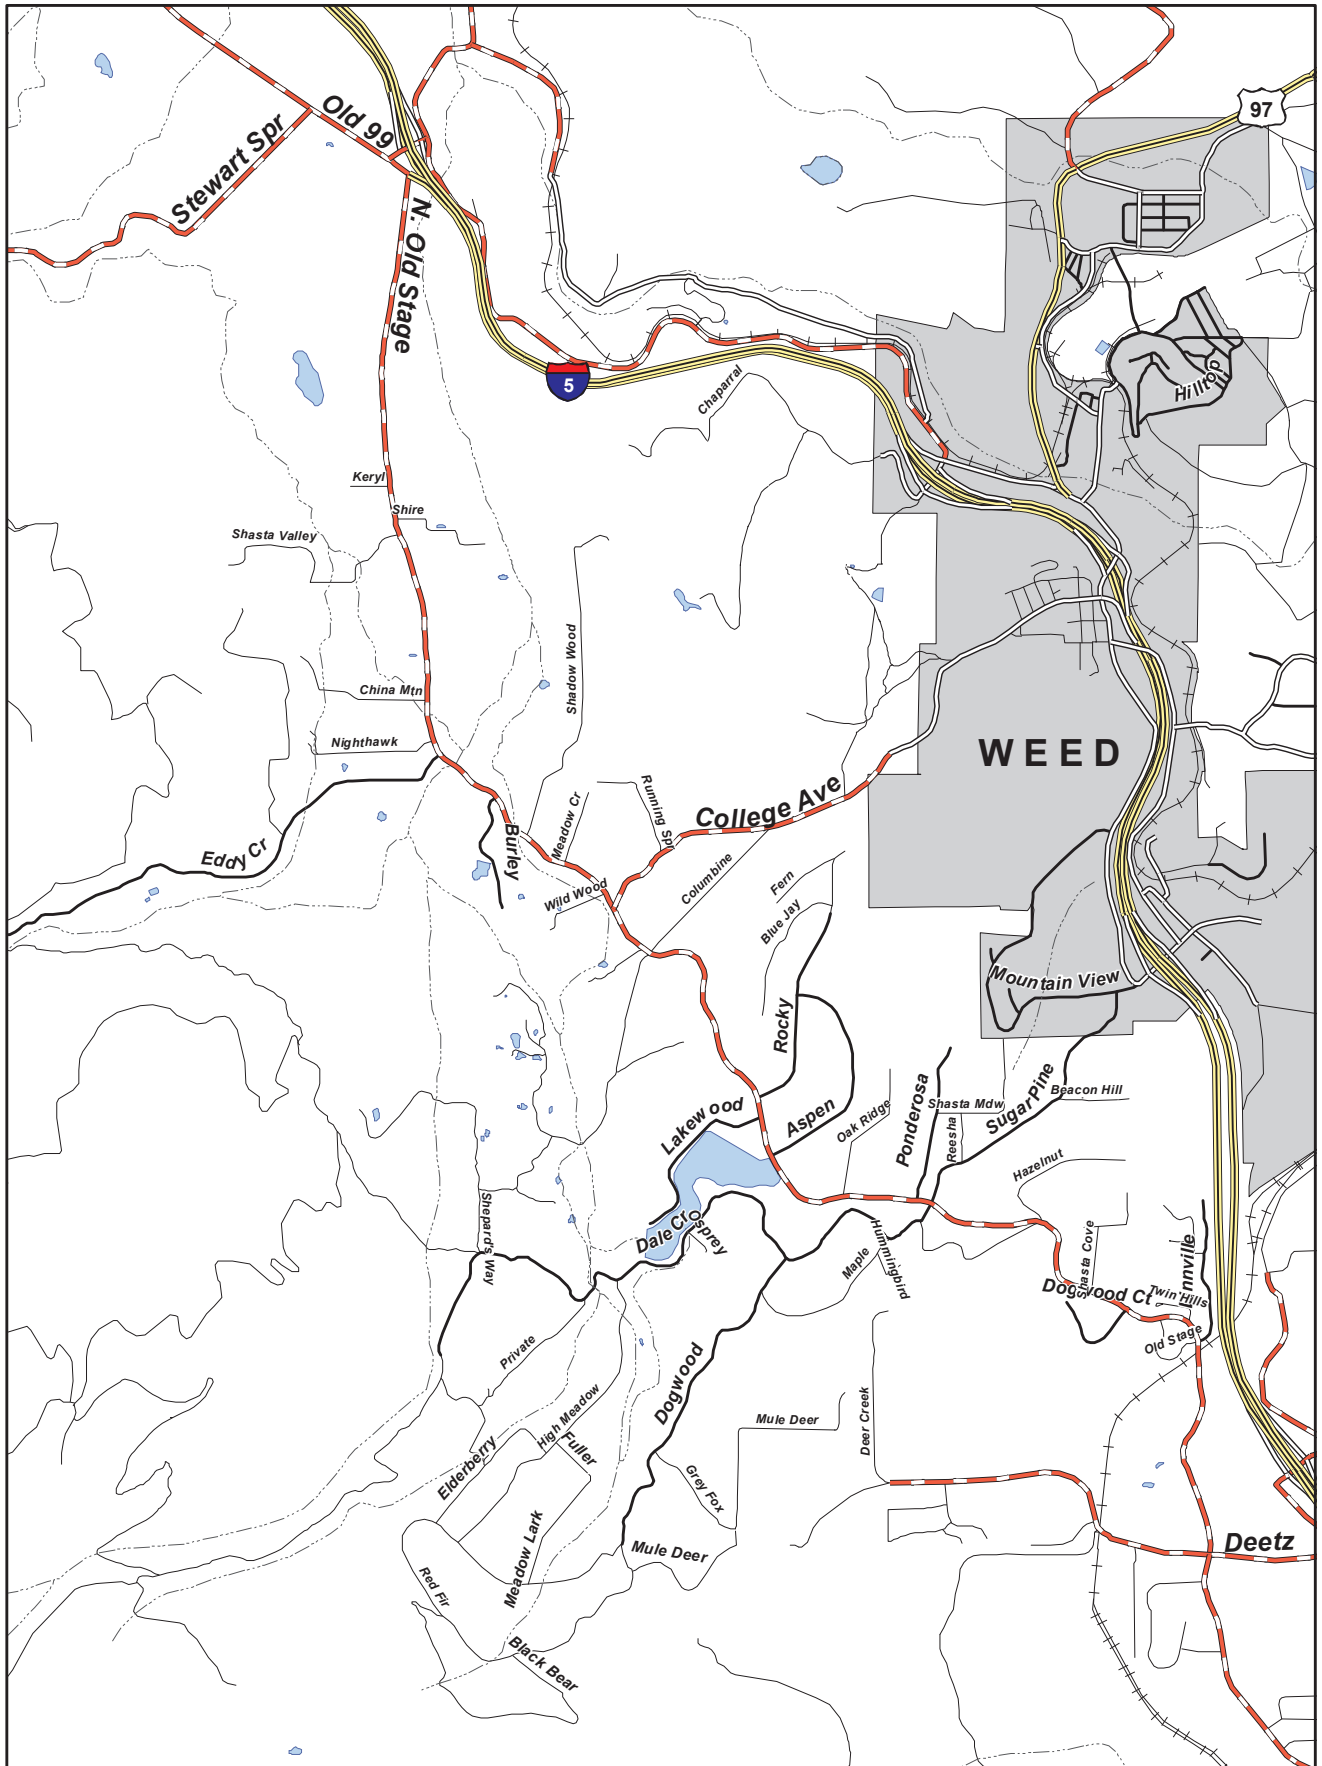 97
Old 99
Stewart Spr
N. Old Stage
5
Chaparral
Hilltop
Keryl
Shire
Shasta Valley
Shadow Wood
China Mtn
Nighthawk
WEED
Running Spr
Meadow Cr
College Ave
Burley
Eddy Cr
Columbine
Fern
Wild Wood
Blue Jay
Mountain View
Rocky
Lakewood
Aspen
Oak Ridge
Ponderosa
Shasta Mdw
Reesha
Sugar Pine
Beacon Hill
Hazelnut
Shepard's Way
Dale Cr
Osprey
Maple
Hummingbird
Shasta Cove
Dogwood Ct
Twin Hills
Linnville
Old Stage
Private
Dogwood
High Meadow
Fuller
Elderberry
Mule Deer
Deer Creek
Grey Fox
Meadow Lark
Mule Deer
Deetz
Red Fir
Black Bear